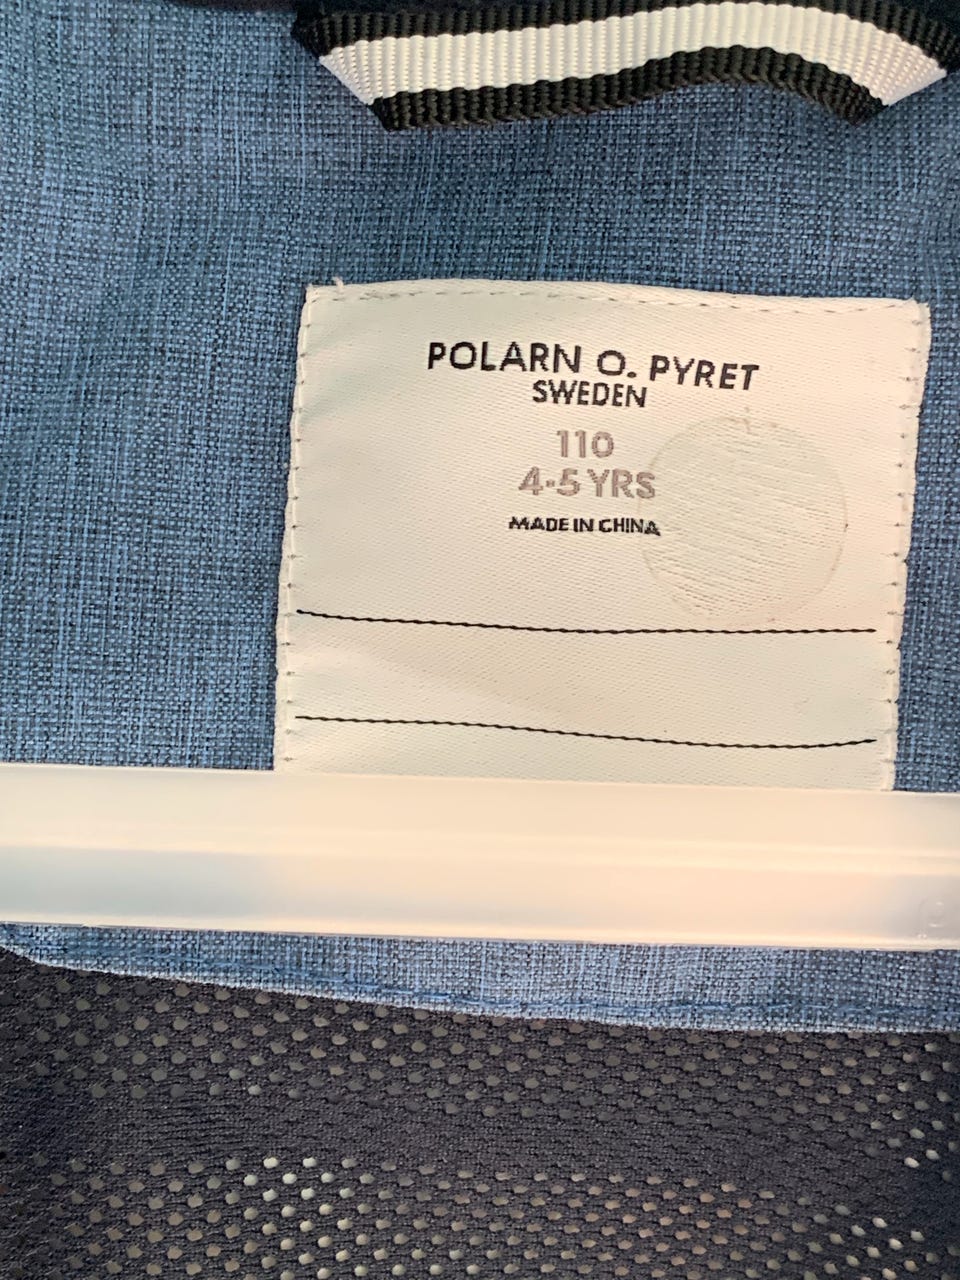 POLARN O. PYRET
SWEDEN
110
4-5 YRS
MADE IN CHINA